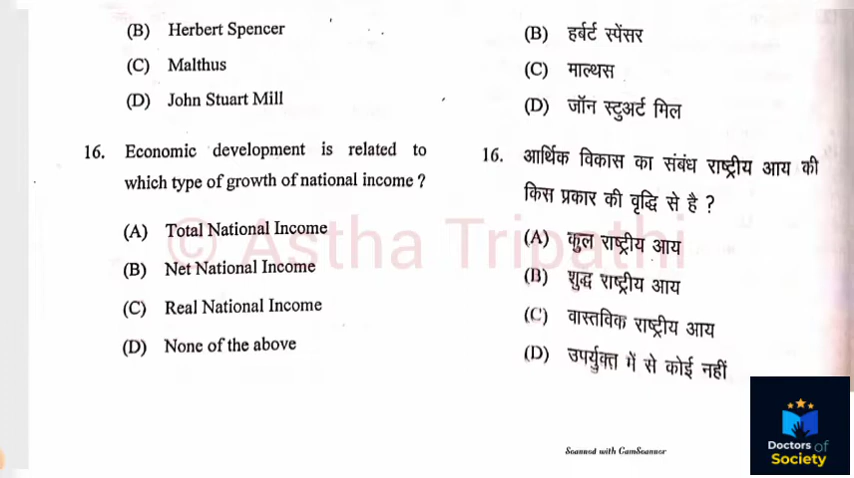 (B) Herbert Spencer
(C) Malthus
(D) John Stuart Mill
16. Economic development is related to
which type of growth of national income ?
(A) Total National Income
(B) Net National Income
(C) Real National Income
(D) None of the above
(B) हर्बर्ट स्पेंसर
(C) माल्थस
(D) जॉन स्टुअर्ट मिल
16. आर्थिक विकास का संबंध राष्ट्रीय आय की
किस प्रकार की वृद्धि से है ?
(A) कुल राष्ट्रीय आय
(B) शुद्ध राष्ट्रीय आय
(C) वास्तविक राष्ट्रीय आय
(D) उपर्युक्त में से कोई नहीं
© Astha Tripathi
Scanned with CamScanner
Doctors of
Society